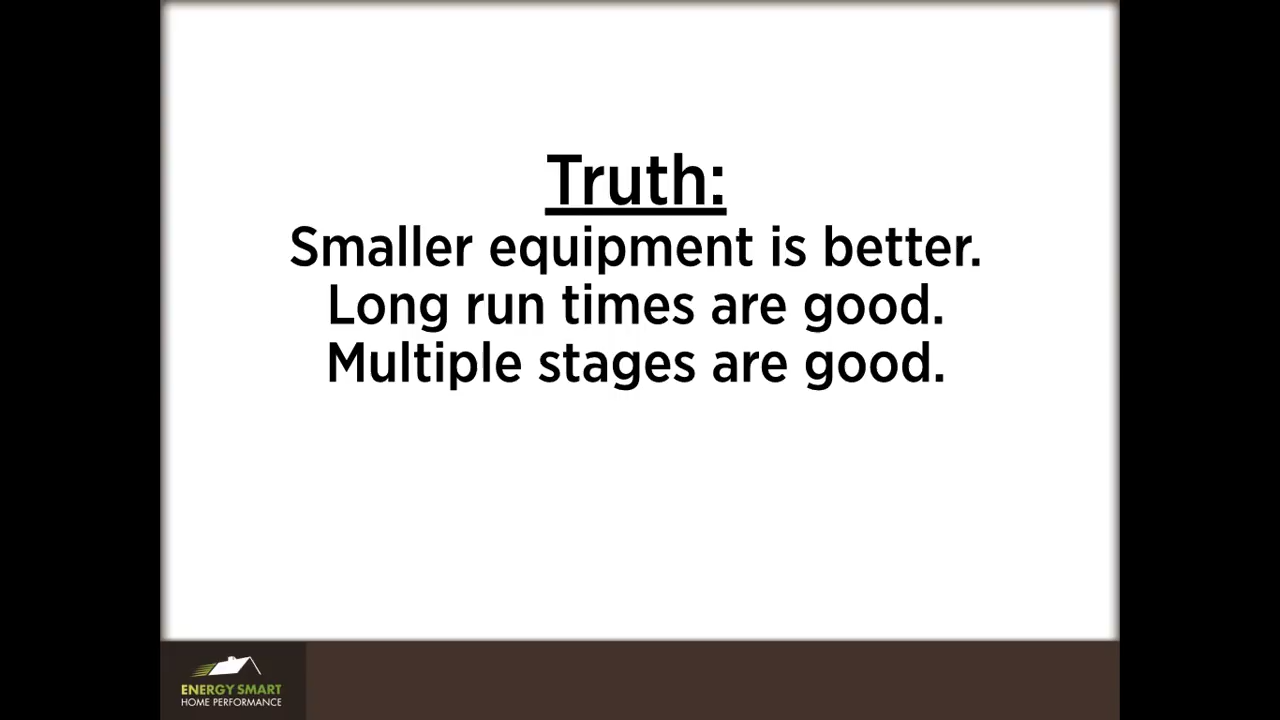 Truth:
Smaller equipment is better.
Long run times are good.
Multiple stages are good.
ENERGY SMART
HOME PERFORMANCE